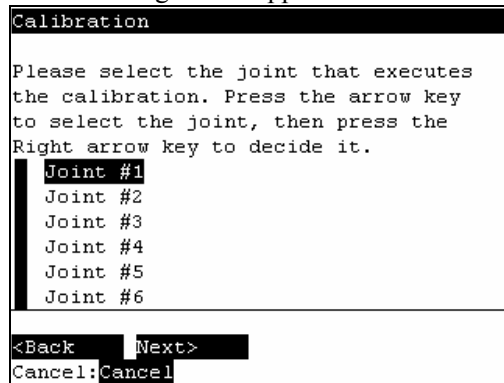 Calibration
Please select the joint that executes
the calibration. Press the arrow key
to select the joint, then press the
Right arrow key to decide it.
Joint #1
Joint #2
Joint #3
Joint #4
Joint #5
Joint #6
<Back Next>
Cancel:Cancel